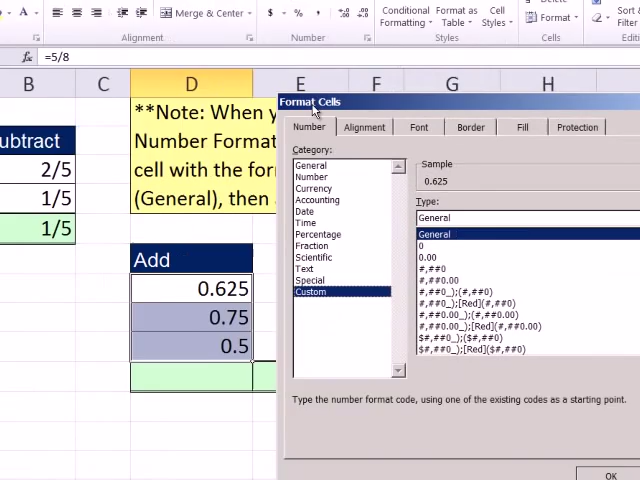 Delete
Merge & Center
$ % ,
Conditional Formatting
Format as Table
Cell Styles
Format
Sort &
Filter
Alignment
Number
Styles
Cells
=5/8
B C D E F G H
**Note: When y
Number Format
cell with the for
(General), then
ubtract
2/5
1/5
1/5
Add
0.625
0.75
0.5
Format Cells
Number Alignment Font Border Fill Protection
Category:
General
Number
Currency
Accounting
Date
Time
Percentage
Fraction
Scientific
Text
Special
Custom
Sample
0.625
Type:
General
General
0
0.00
#,##0
#,##0.00
#,##0_);(#,##0)
#,##0_);[Red](#,##0)
#,##0.00_);(#,##0.00)
#,##0.00_);[Red](#,##0.00)
$#,##0_);($#,##0)
$#,##0_);[Red]($#,##0)
Type the number format code, using one of the existing codes as a starting point.
OK